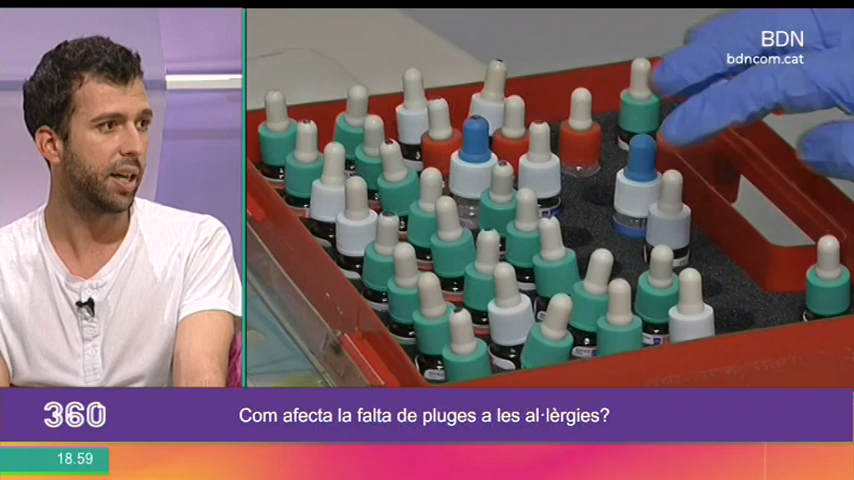 BDN
bdncom.cat
360
Com afecta la falta de pluges a les al·lèrgies?
18.59